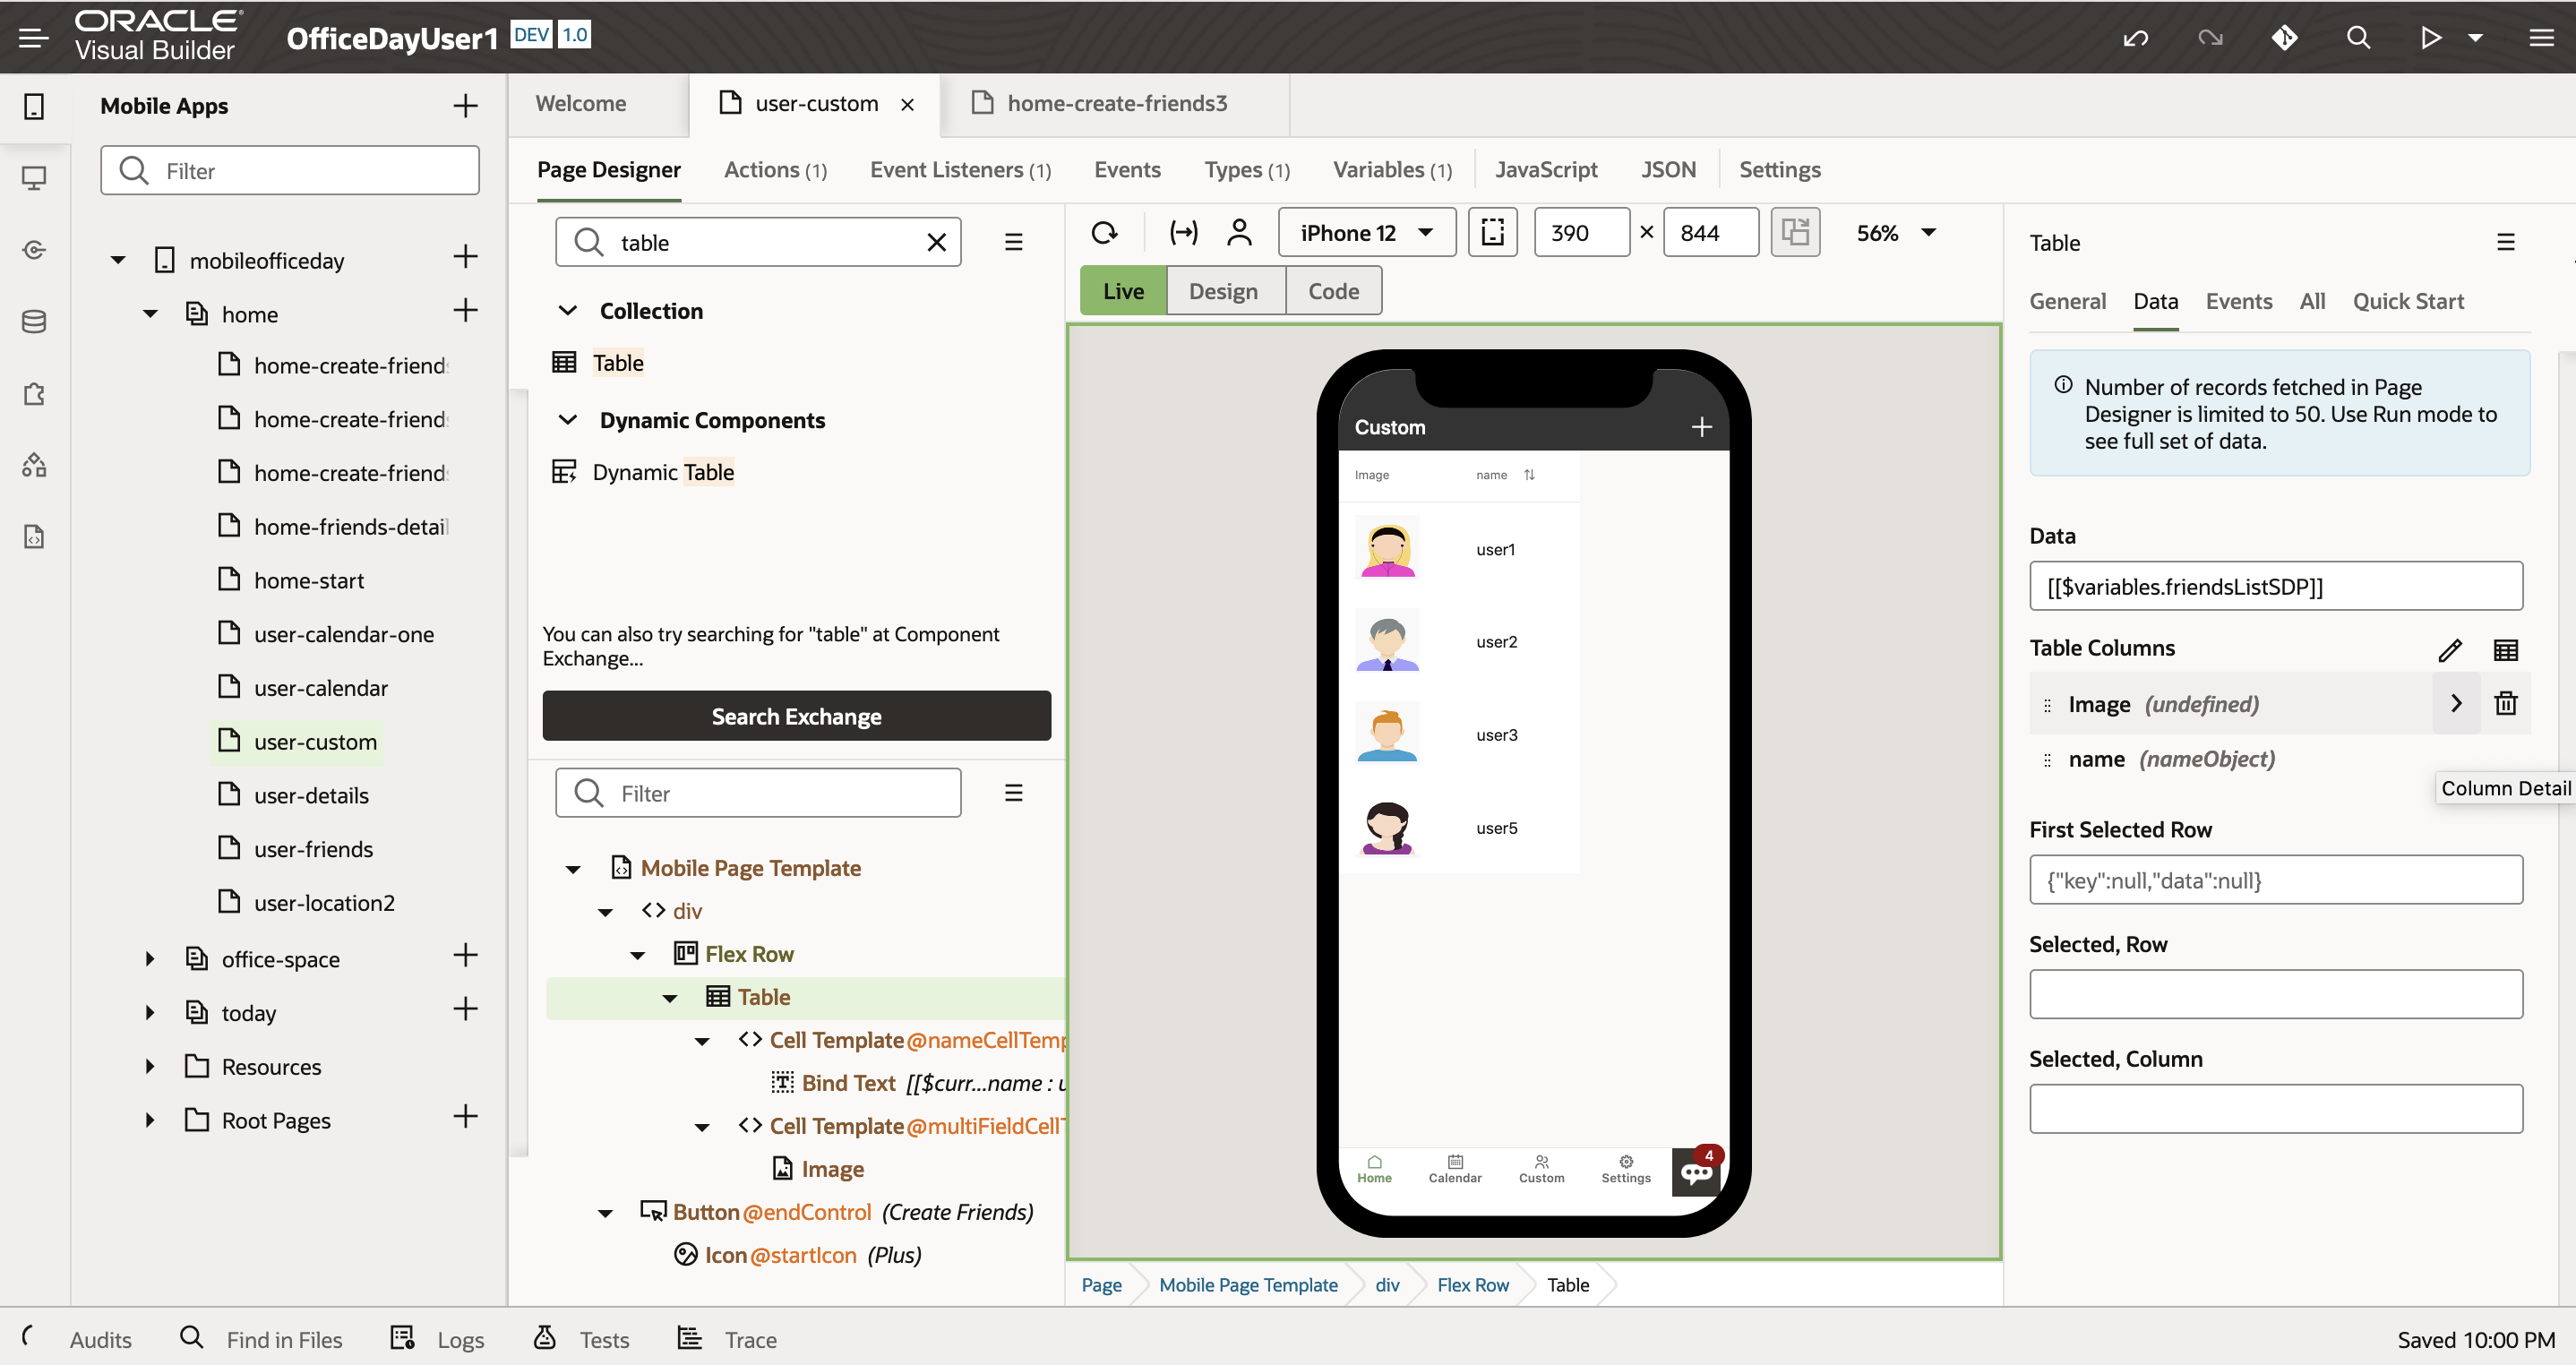 ORACLE
Visual Builder
OfficeDayUser1 DEV 1.0
Mobile Apps
Filter
mobileofficeday
home
home-create-friend
home-create-friend
home-create-friend
home-friends-detail
home-start
user-calendar-one
user-calendar
user-custom
user-details
user-friends
user-location2
office-space
today
Resources
Root Pages
Welcome
user-custom
home-create-friends3
Page Designer
Actions (1)
Event Listeners (1)
Events
Types (1)
Variables (1)
JavaScript
JSON
Settings
table
Collection
Table
Dynamic Components
Dynamic Table
You can also try searching for "table" at Component
Exchange...
Search Exchange
Filter
Mobile Page Template
<> div
Flex Row
Table
<> Cell Template@nameCellTemp
Bind Text [[$curr...name : u
<> Cell Template@multiFieldCellT
Image
Button@endControl (Create Friends)
Icon@startIcon (Plus)
iPhone 12
390 × 844
56%
Live
Design
Code
Custom
Image name
user1
user2
user3
user5
Home
Calendar
Custom
Settings
4
Page
Mobile Page Template
div
Flex Row
Table
Table
General
Data
Events
All
Quick Start
Number of records fetched in Page
Designer is limited to 50. Use Run mode to
see full set of data.
Data
[[$variables.friendsListSDP]]
Table Columns
Image (undefined)
name (nameObject)
Column Detail
First Selected Row
{"key":null,"data":null}
Selected, Row
Selected, Column
Audits
Find in Files
Logs
Tests
Trace
Saved 10:00 PM